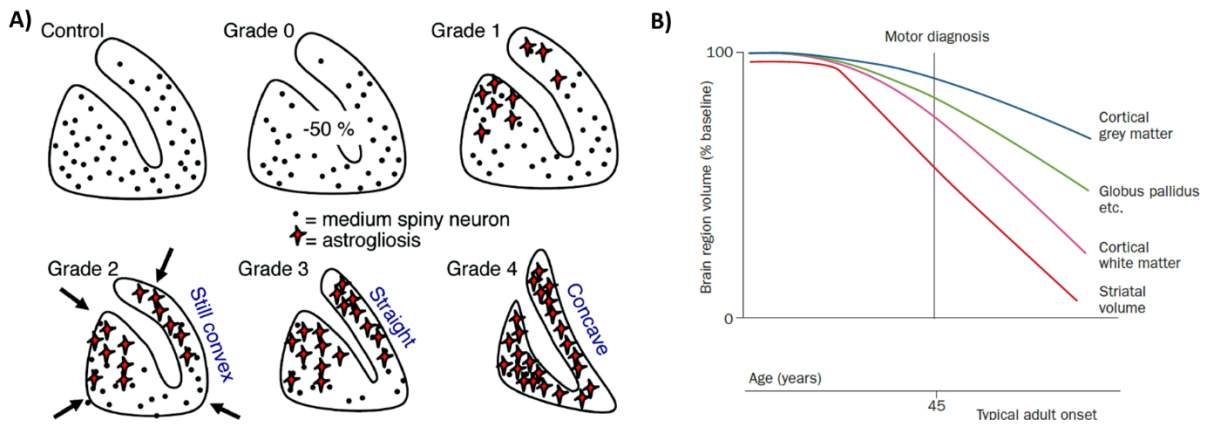 A)
Control
Grade 0
Grade 1
-50 %
= medium spiny neuron
= astrogliosis
Grade 2
Still convex
Grade 3
Straight
Grade 4
Concave
B)
Motor diagnosis
100
Brain region volume (% baseline)
0
Cortical
grey matter
Globus pallidus
etc.
Cortical
white matter
Striatal
volume
Age (years)
45
Typical adult onset